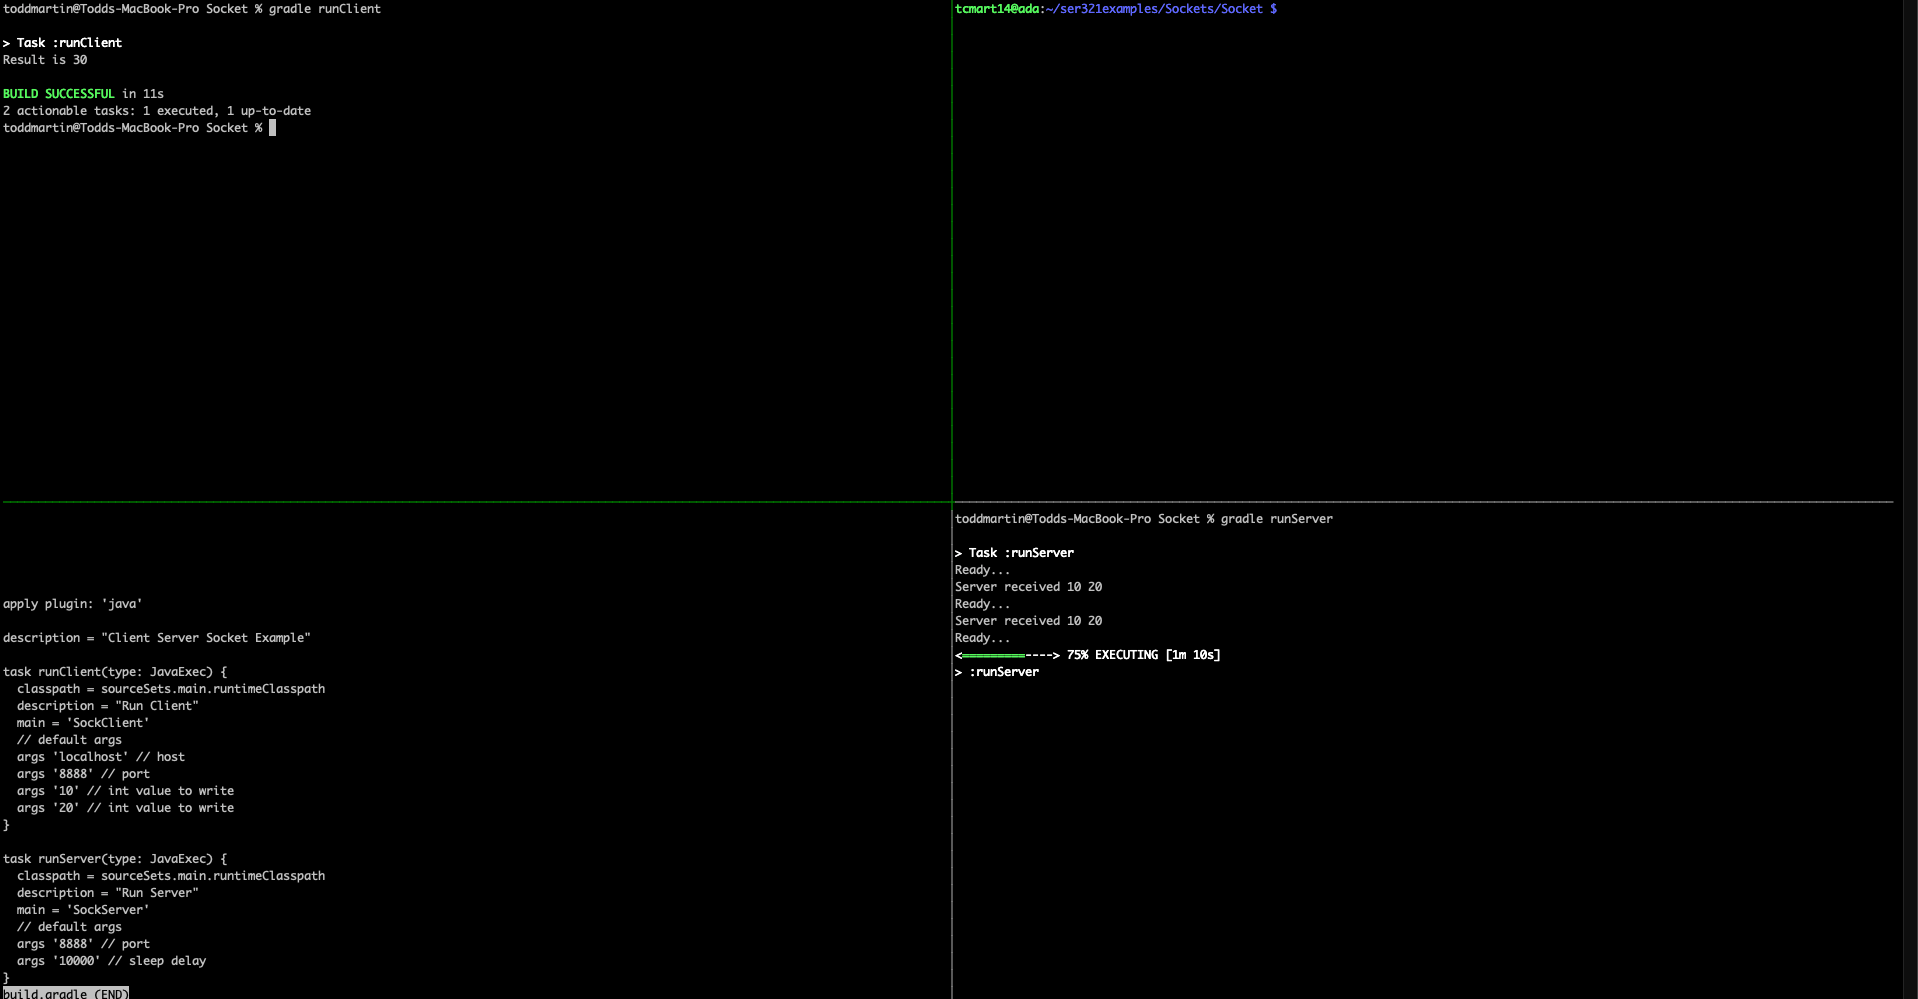 toddmartin@Todds-MacBook-Pro Socket % gradle runClient
> Task :runClient
Result is 30
BUILD SUCCESSFUL in 11s
2 actionable tasks: 1 executed, 1 up-to-date
toddmartin@Todds-MacBook-Pro Socket %
tcmart14@ada:~/ser321examples/Sockets/Socket $
apply plugin: 'java'
description = "Client Server Socket Example"
task runClient(type: JavaExec) {
  classpath = sourceSets.main.runtimeClasspath
  description = "Run Client"
  main = 'SockClient'
  // default args
  args 'localhost' // host
  args '8888' // port
  args '10' // int value to write
  args '20' // int value to write
}
task runServer(type: JavaExec) {
  classpath = sourceSets.main.runtimeClasspath
  description = "Run Server"
  main = 'SockServer'
  // default args
  args '8888' // port
  args '10000' // sleep delay
}
build.gradle (END)
toddmartin@Todds-MacBook-Pro Socket % gradle runServer
> Task :runServer
Ready...
Server received 10 20
Ready...
Server received 10 20
Ready...
<=========----> 75% EXECUTING [1m 10s]
> :runServer